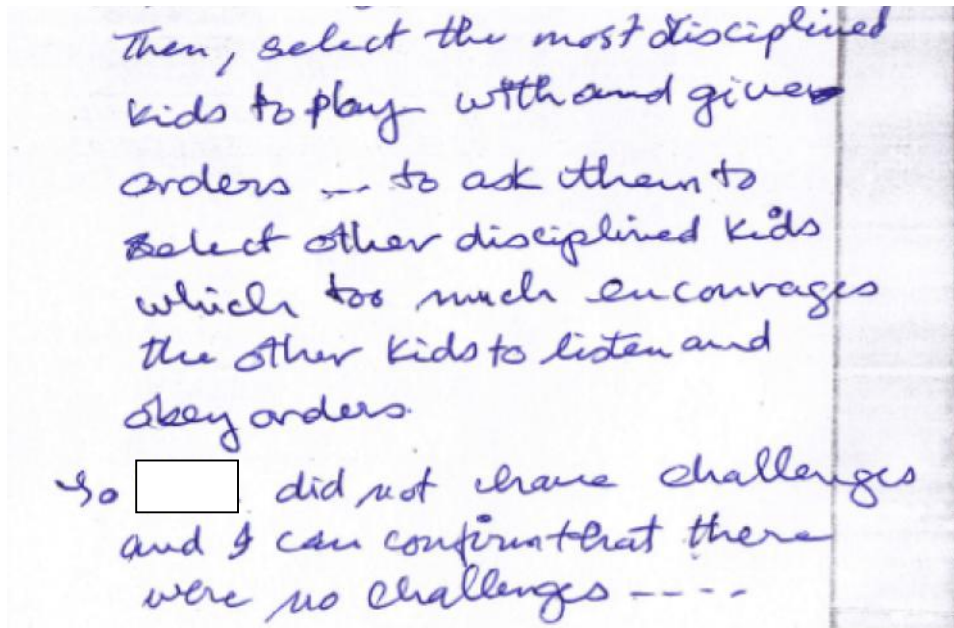 Then, select the most disciplined
kids to play with and gives
orders --- to ask them to
select other disciplined kids
which too much encourages
the other kids to listen and
obey orders.
So did not have challenges
and I can confirm that there
were no challenges ----